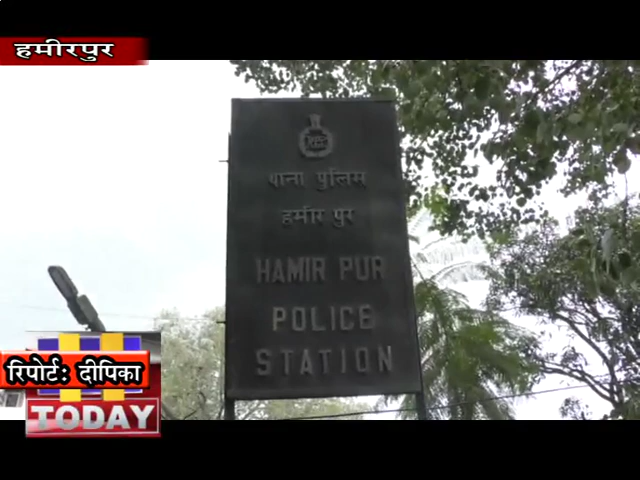 हमीरपुर
थाना पुलिस
हमीर पुर
HAMIR PUR
POLICE
STATION
रिपोर्टः दीपिका
TODAY